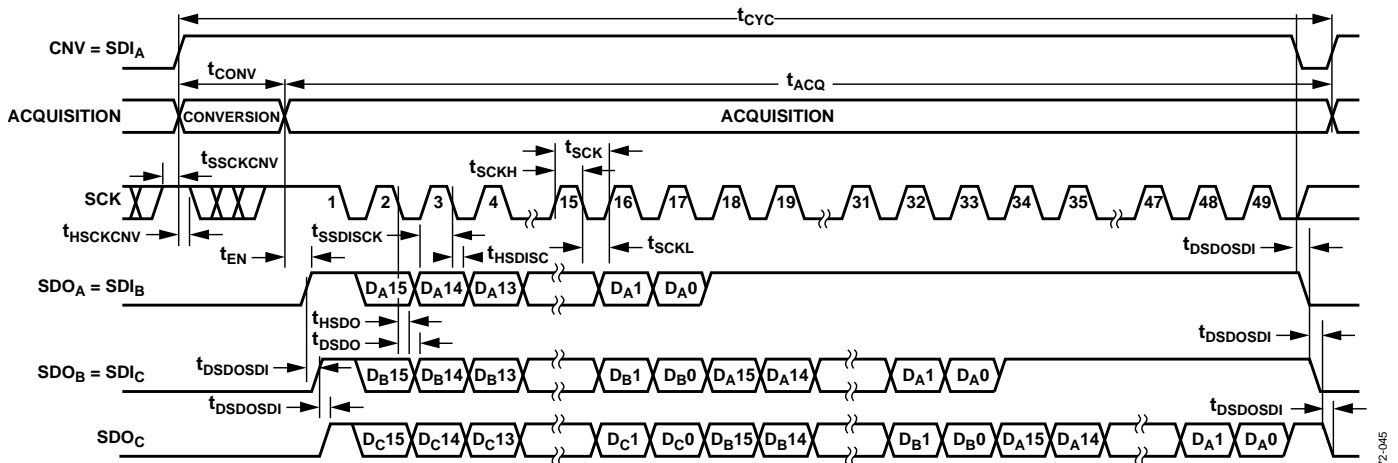 tCYC
CNV = SDIA
tCONV
tACQ
ACQUISITION CONVERSION ACQUISITION
tSSCKCNV
tSCK
tSCKH
SCK 1 2 3 4 15 16 17 18 19 31 32 33 34 35 47 48 49
tHSCKCNV
tSSDISCK
tSCKL
tEN
tHSDISC
tDSDOSDI
SDOA = SDIB DA15 DA14 DA13 DA1 DA0
tHSDO
tDSDO
tDSDOSDI
tDSDOSDI
SDOB = SDIC DB15 DB14 DB13 DB1 DB0 DA15 DA14 DA1 DA0
tDSDOSDI
tDSDOSDI
SDOC DC15 DC14 DC13 DC1 DC0 DB15 DB14 DB1 DB0 DA15 DA14 DA1 DA0